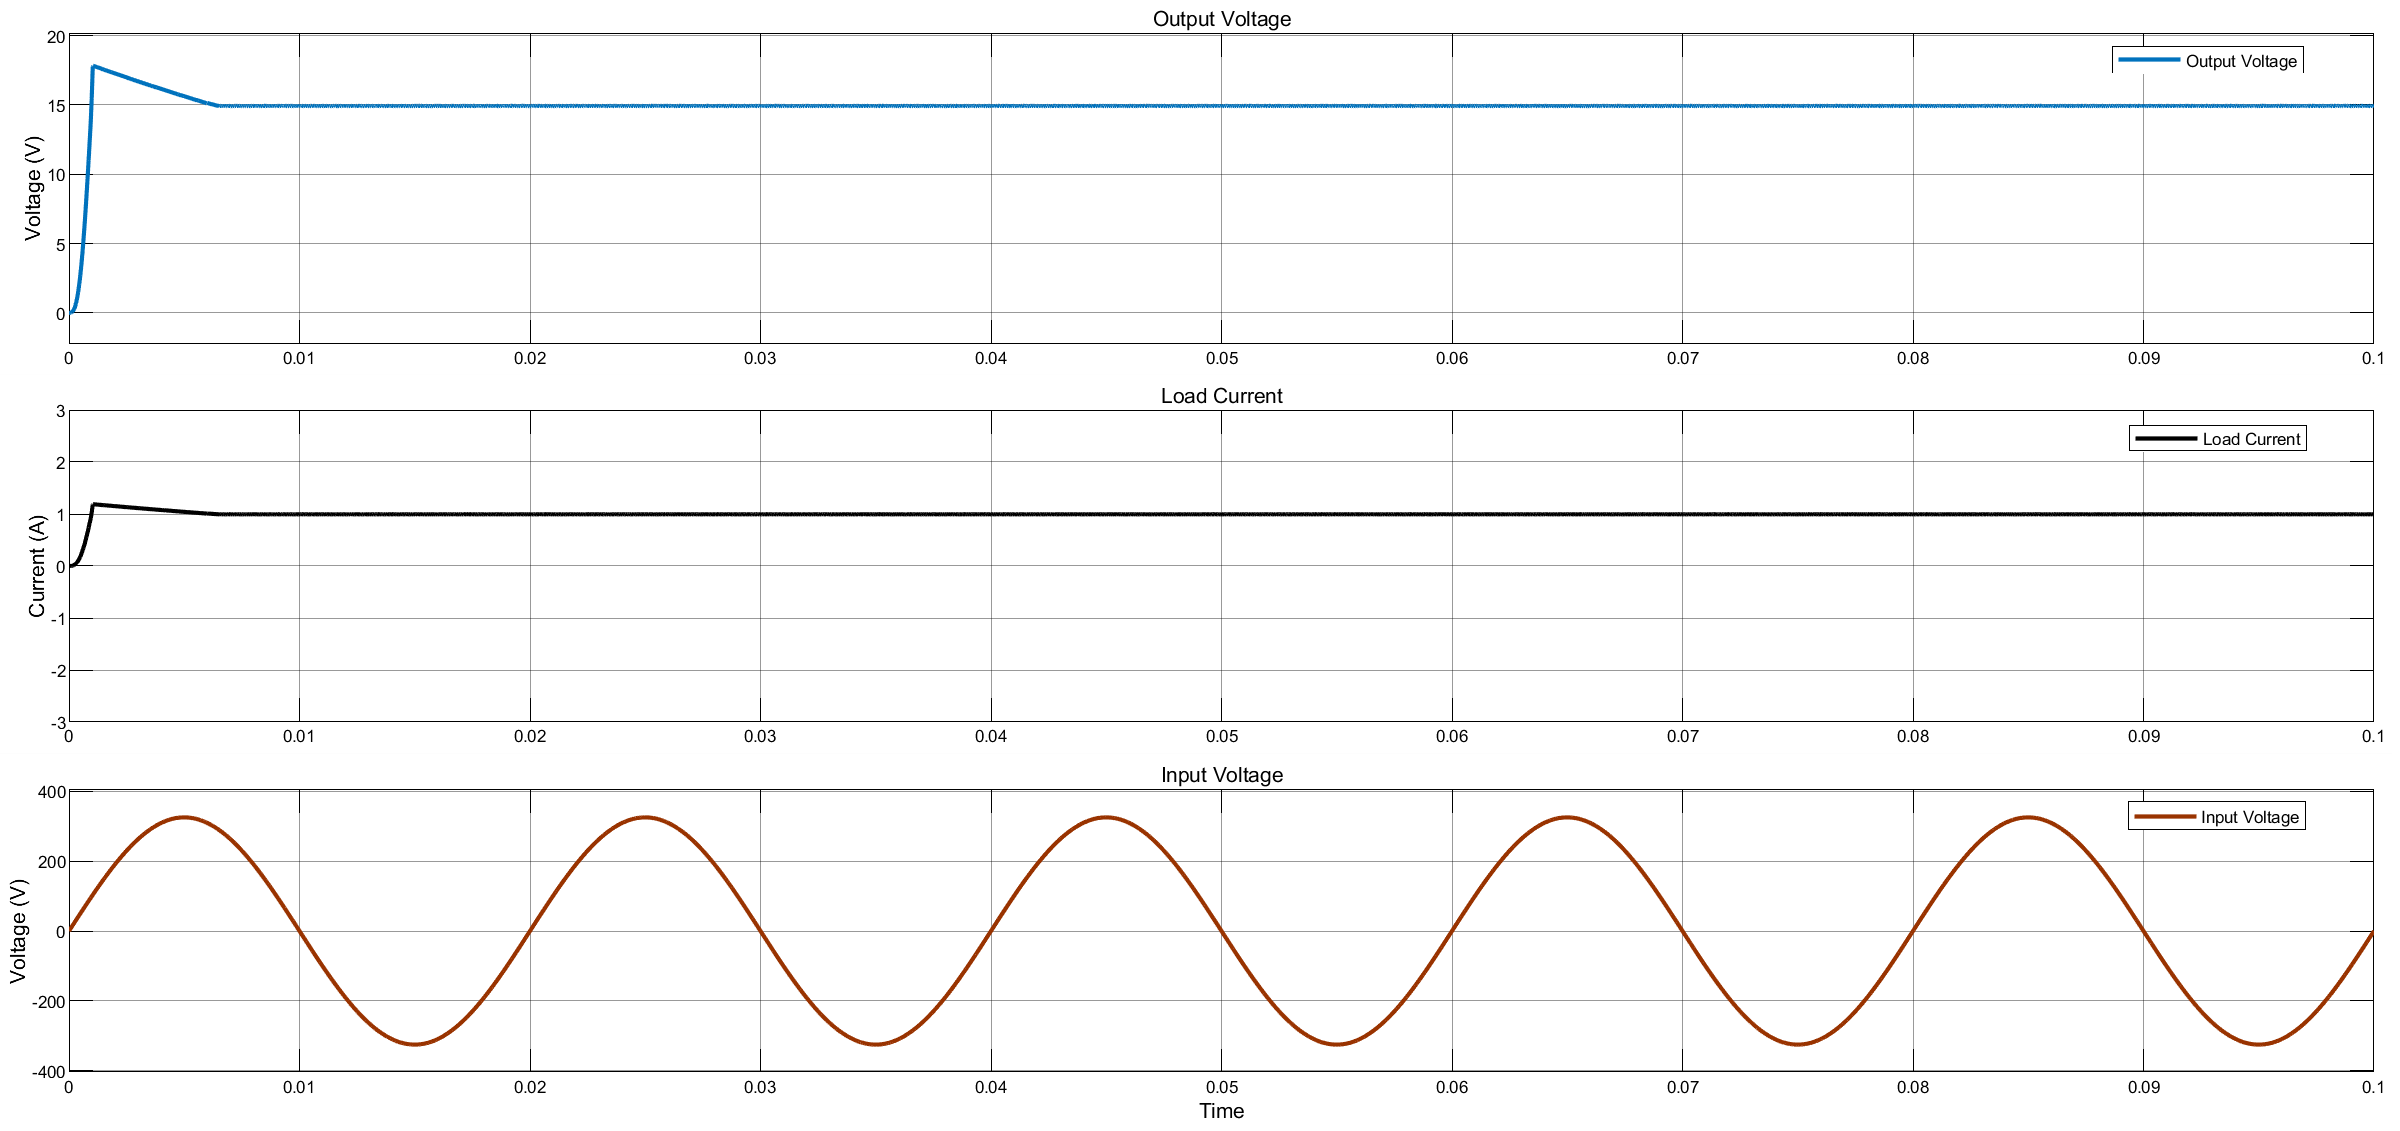 Output Voltage
20
15
10
5
0
Voltage (V)
Output Voltage
0 0.01 0.02 0.03 0.04 0.05 0.06 0.07 0.08 0.09 0.1
Load Current
3
2
1
0
-1
-2
-3
Current (A)
Load Current
0 0.01 0.02 0.03 0.04 0.05 0.06 0.07 0.08 0.09 0.1
Input Voltage
400
200
0
-200
-400
Voltage (V)
Input Voltage
0 0.01 0.02 0.03 0.04 0.05 0.06 0.07 0.08 0.09 0.1
Time